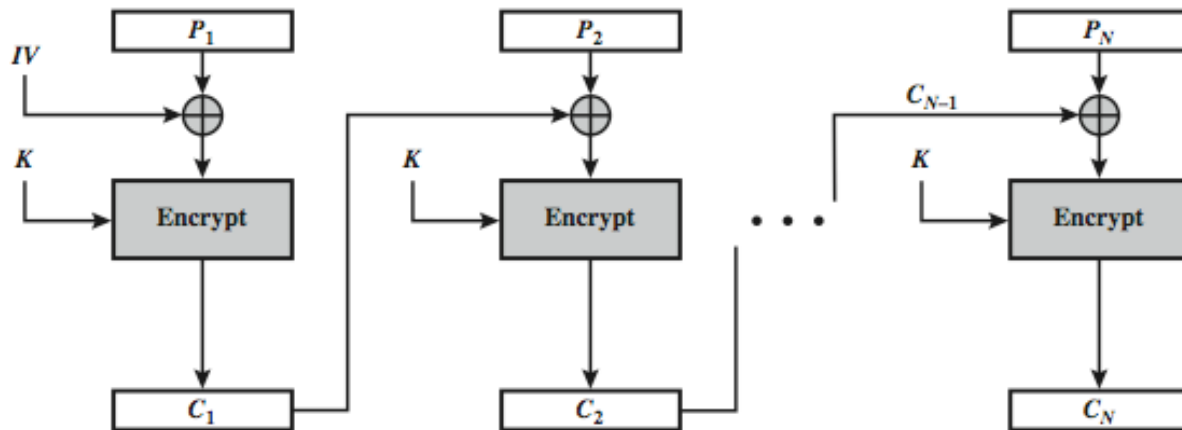 P1 P2 PN
IV
CN–1
K K K
Encrypt Encrypt Encrypt
C1 C2 CN